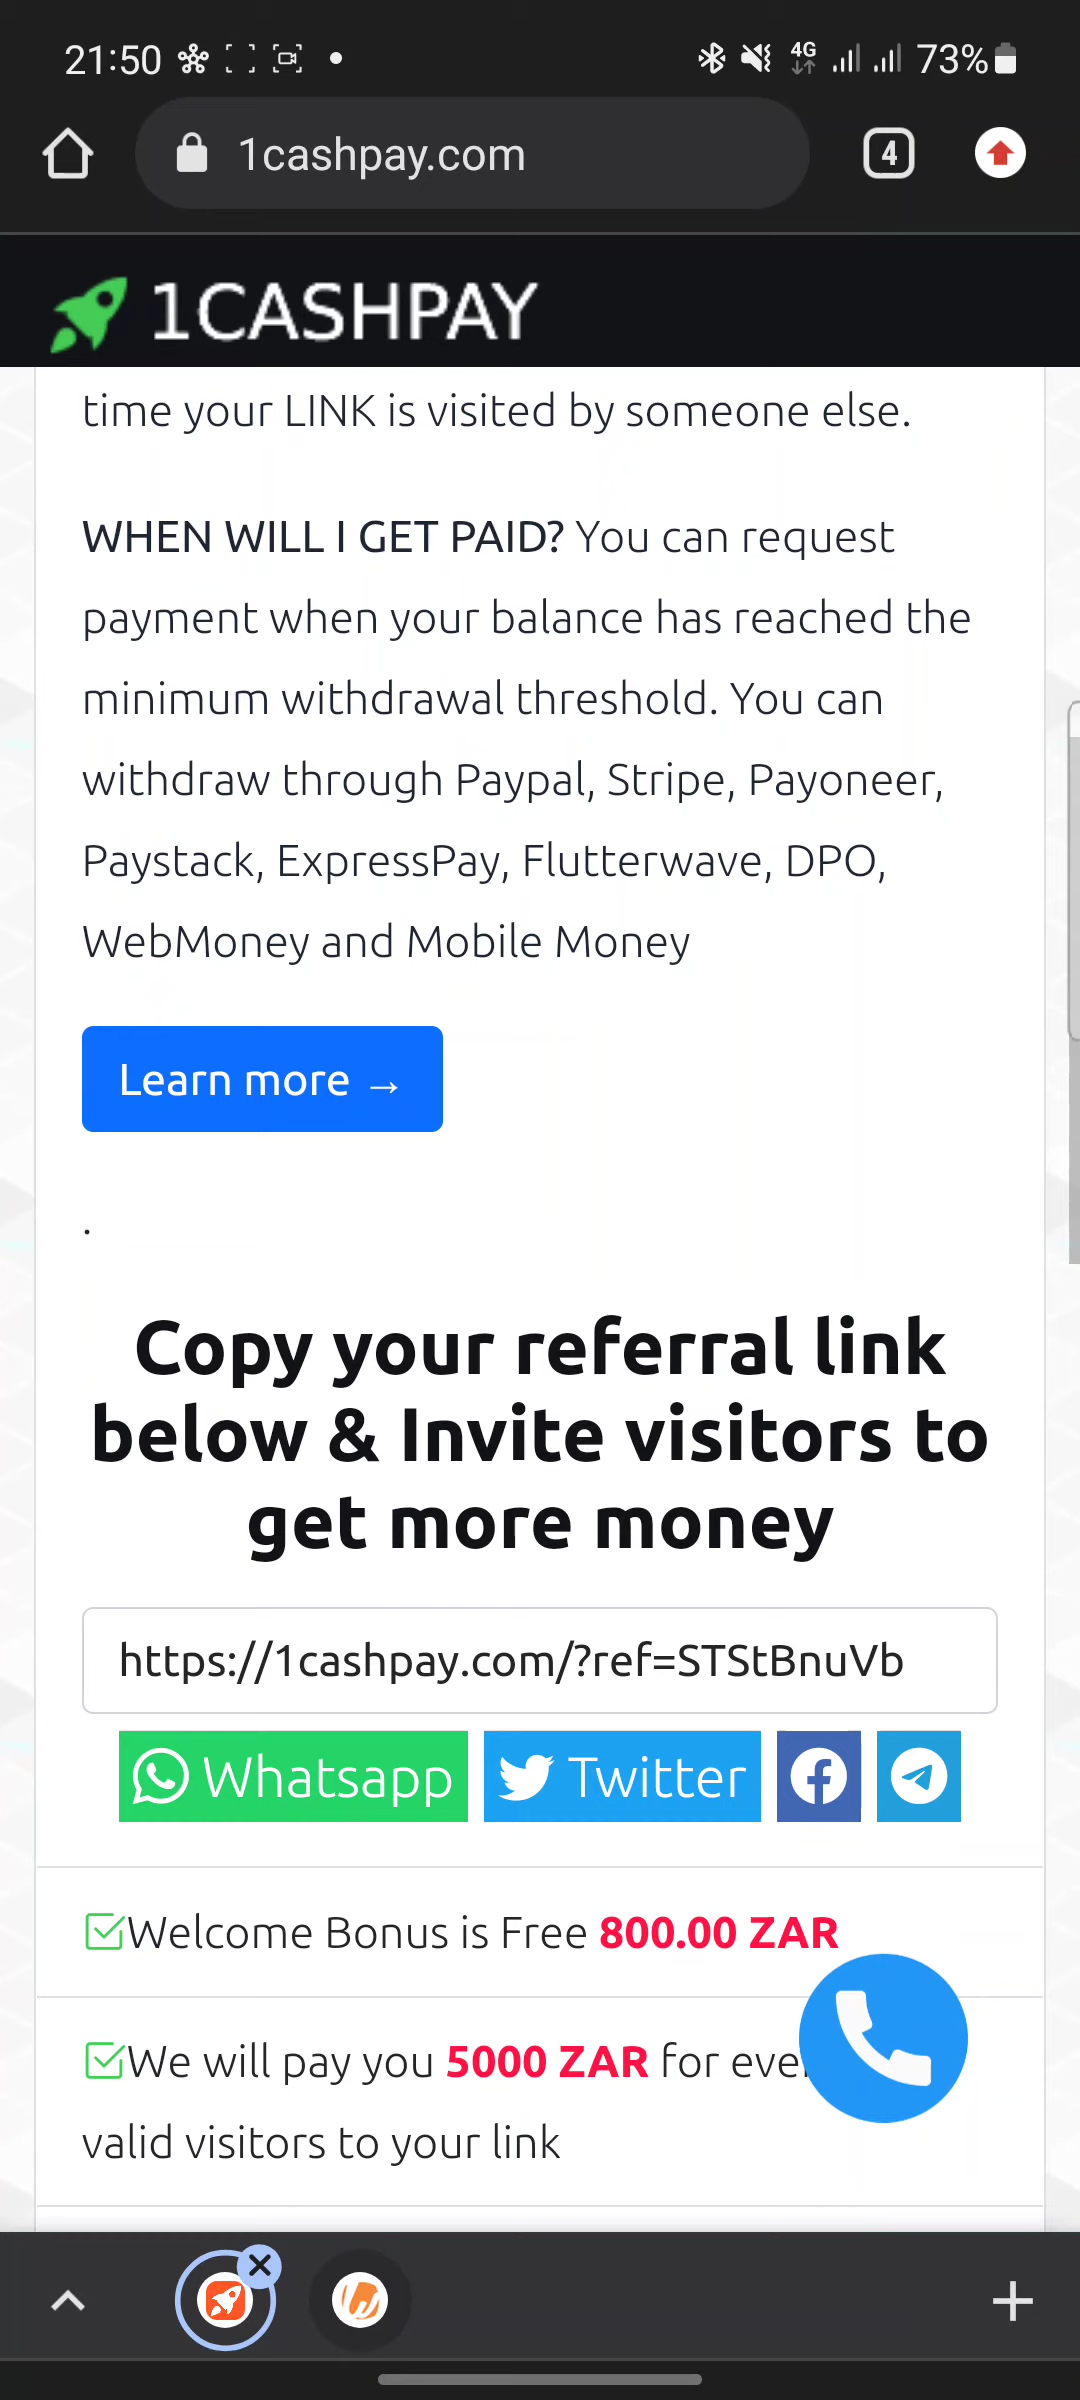 21:50
4G
73%
1cashpay.com
4
1CASHPAY
time your LINK is visited by someone else.
WHEN WILL I GET PAID? You can request
payment when your balance has reached the
minimum withdrawal threshold. You can
withdraw through Paypal, Stripe, Payoneer,
Paystack, ExpressPay, Flutterwave, DPO,
WebMoney and Mobile Money
Learn more →
.
Copy your referral link
below & Invite visitors to
get more money
https://1cashpay.com/?ref=STStBnuVb
Whatsapp
Twitter
Welcome Bonus is Free 800.00 ZAR
We will pay you 5000 ZAR for
valid visitors to your link